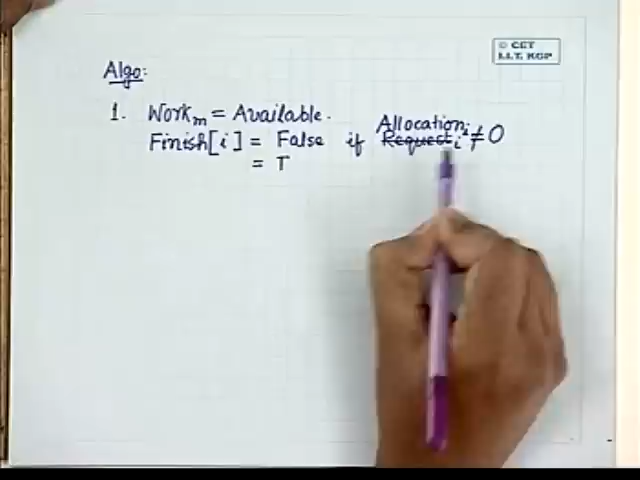 © CET
I.I.T. KGP
Algo:
1. Work_m = Available.
Allocation_i
Finish[i] = False if Request_i ≠ 0
= T